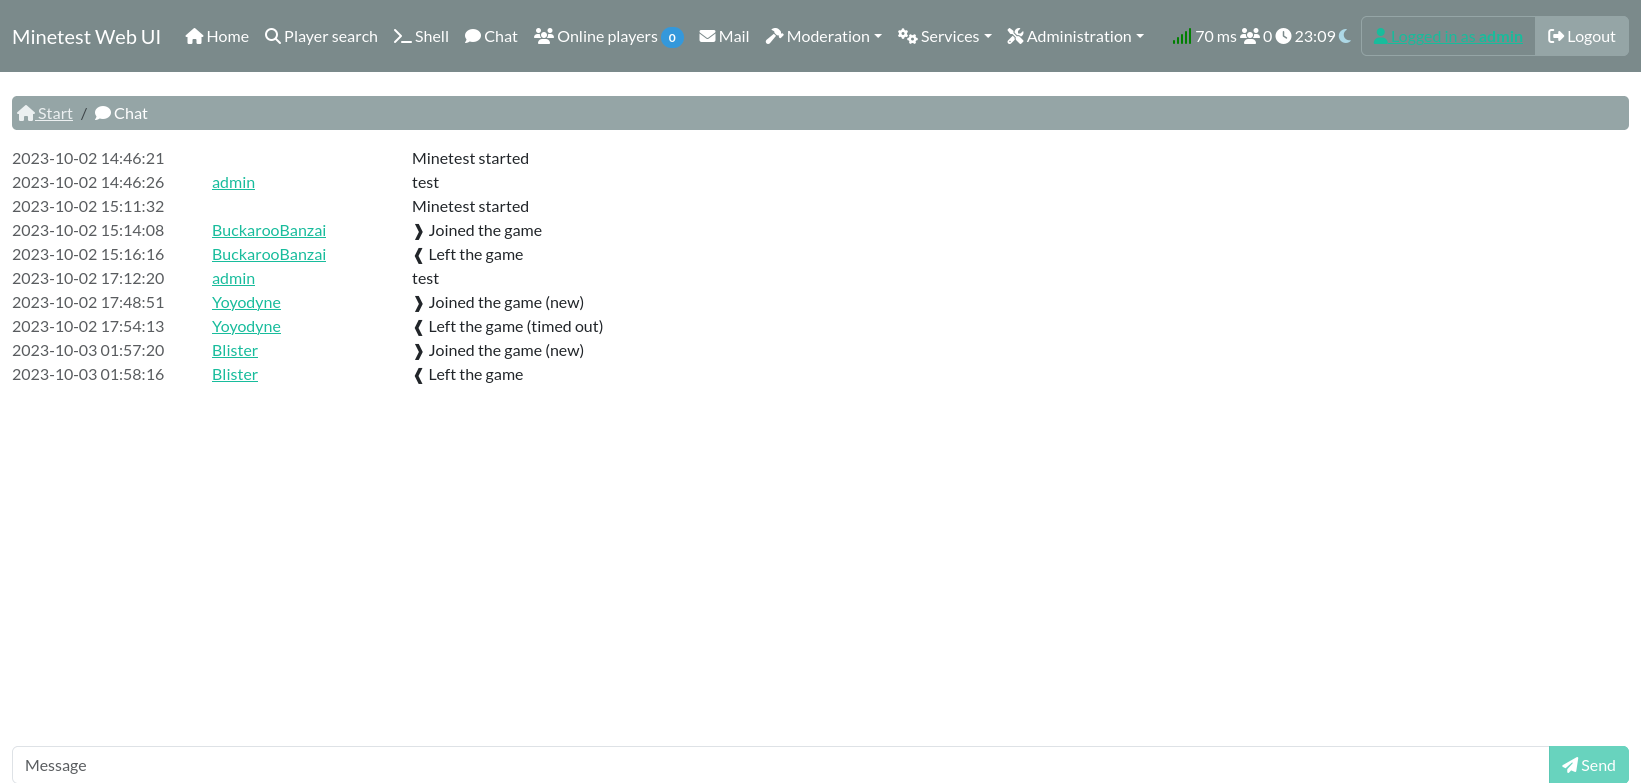 Minetest Web UI Home Player search Shell Chat Online players 0 Mail Moderation Services Administration 70 ms 0 23:09 Logged in as admin Logout
Start / Chat
2023-10-02 14:46:21 Minetest started
2023-10-02 14:46:26 admin test
2023-10-02 15:11:32 Minetest started
2023-10-02 15:14:08 BuckarooBanzai ❱ Joined the game
2023-10-02 15:16:16 BuckarooBanzai ❰ Left the game
2023-10-02 17:12:20 admin test
2023-10-02 17:48:51 Yoyodyne ❱ Joined the game (new)
2023-10-02 17:54:13 Yoyodyne ❰ Left the game (timed out)
2023-10-03 01:57:20 Blister ❱ Joined the game (new)
2023-10-03 01:58:16 Blister ❰ Left the game
Message Send